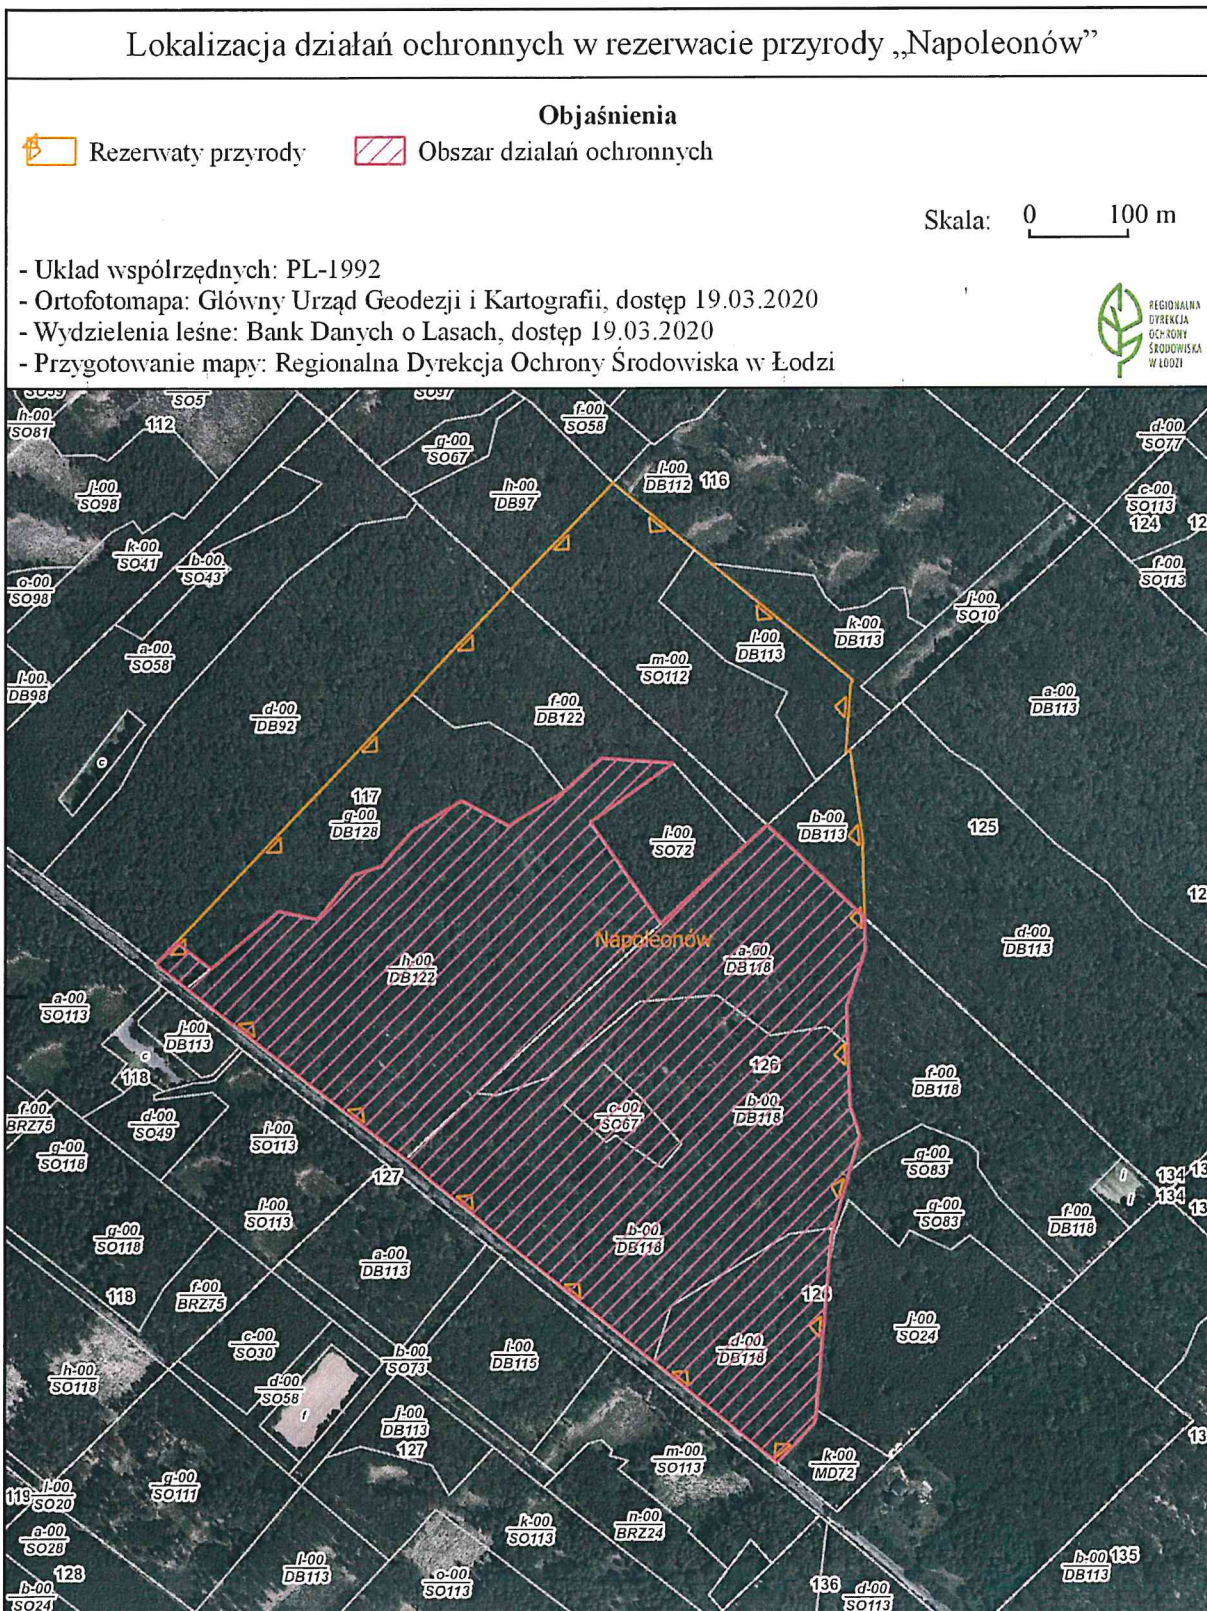 Lokalizacja działań ochronnych w rezerwacie przyrody „Napoleonów”
Objaśnienia
Rezerwaty przyrody
Obszar działań ochronnych
Skala:
0
100 m
- Układ współrzędnych: PL-1992
- Ortofotomapa: Główny Urząd Geodezji i Kartografii, dostęp 19.03.2020
- Wydzielenia leśne: Bank Danych o Lasach, dostęp 19.03.2020
- Przygotowanie mapy: Regionalna Dyrekcja Ochrony Środowiska w Łodzi
REGIONALNA
DYREKCJA
OCHRONY
ŚRODOWISKA
W ŁODZI
SO5
112
h-00
SO81
g-00
SO67
f-00
SO58
d-00
SO77
h-00
DB97
l-00
DB112
116
SO98
c-00
SO113
124
k-00
SO41
b-00
SO43
f-00
SO113
o-00
SO98
j-00
SO10
k-00
DB113
l-00
DB113
a-00
SO58
m-00
SO112
l-00
DB98
a-00
DB113
d-00
DB92
f-00
DB122
c
117
g-00
DB128
b-00
DB113
125
i-00
SO72
Napoleonów
d-00
DB113
a-00
DB118
h-00
DB122
a-00
SO113
j-00
DB113
c
118
126
f-00
DB118
b-00
DB118
c-00
SO67
f-00
BRZ75
d-00
SO49
g-00
SO118
i-00
SO113
g-00
SO83
127
134
134
i-00
SO113
g-00
SO83
f-00
DB118
g-00
SO118
b-00
DB118
a-00
DB113
118
f-00
BRZ75
126
j-00
SO24
c-00
SO30
b-00
SO73
DB115
d-00
DB118
h-00
SO118
d-00
SO58
j-00
DB113
127
m-00
SO113
k-00
MD72
g-00
SO111
119
l-00
SO20
k-00
SO113
n-00
BRZ24
a-00
SO28
128
l-00
DB113
o-00
SO113
b-00
DB113
135
b-00
SO24
136
d-00
SO113